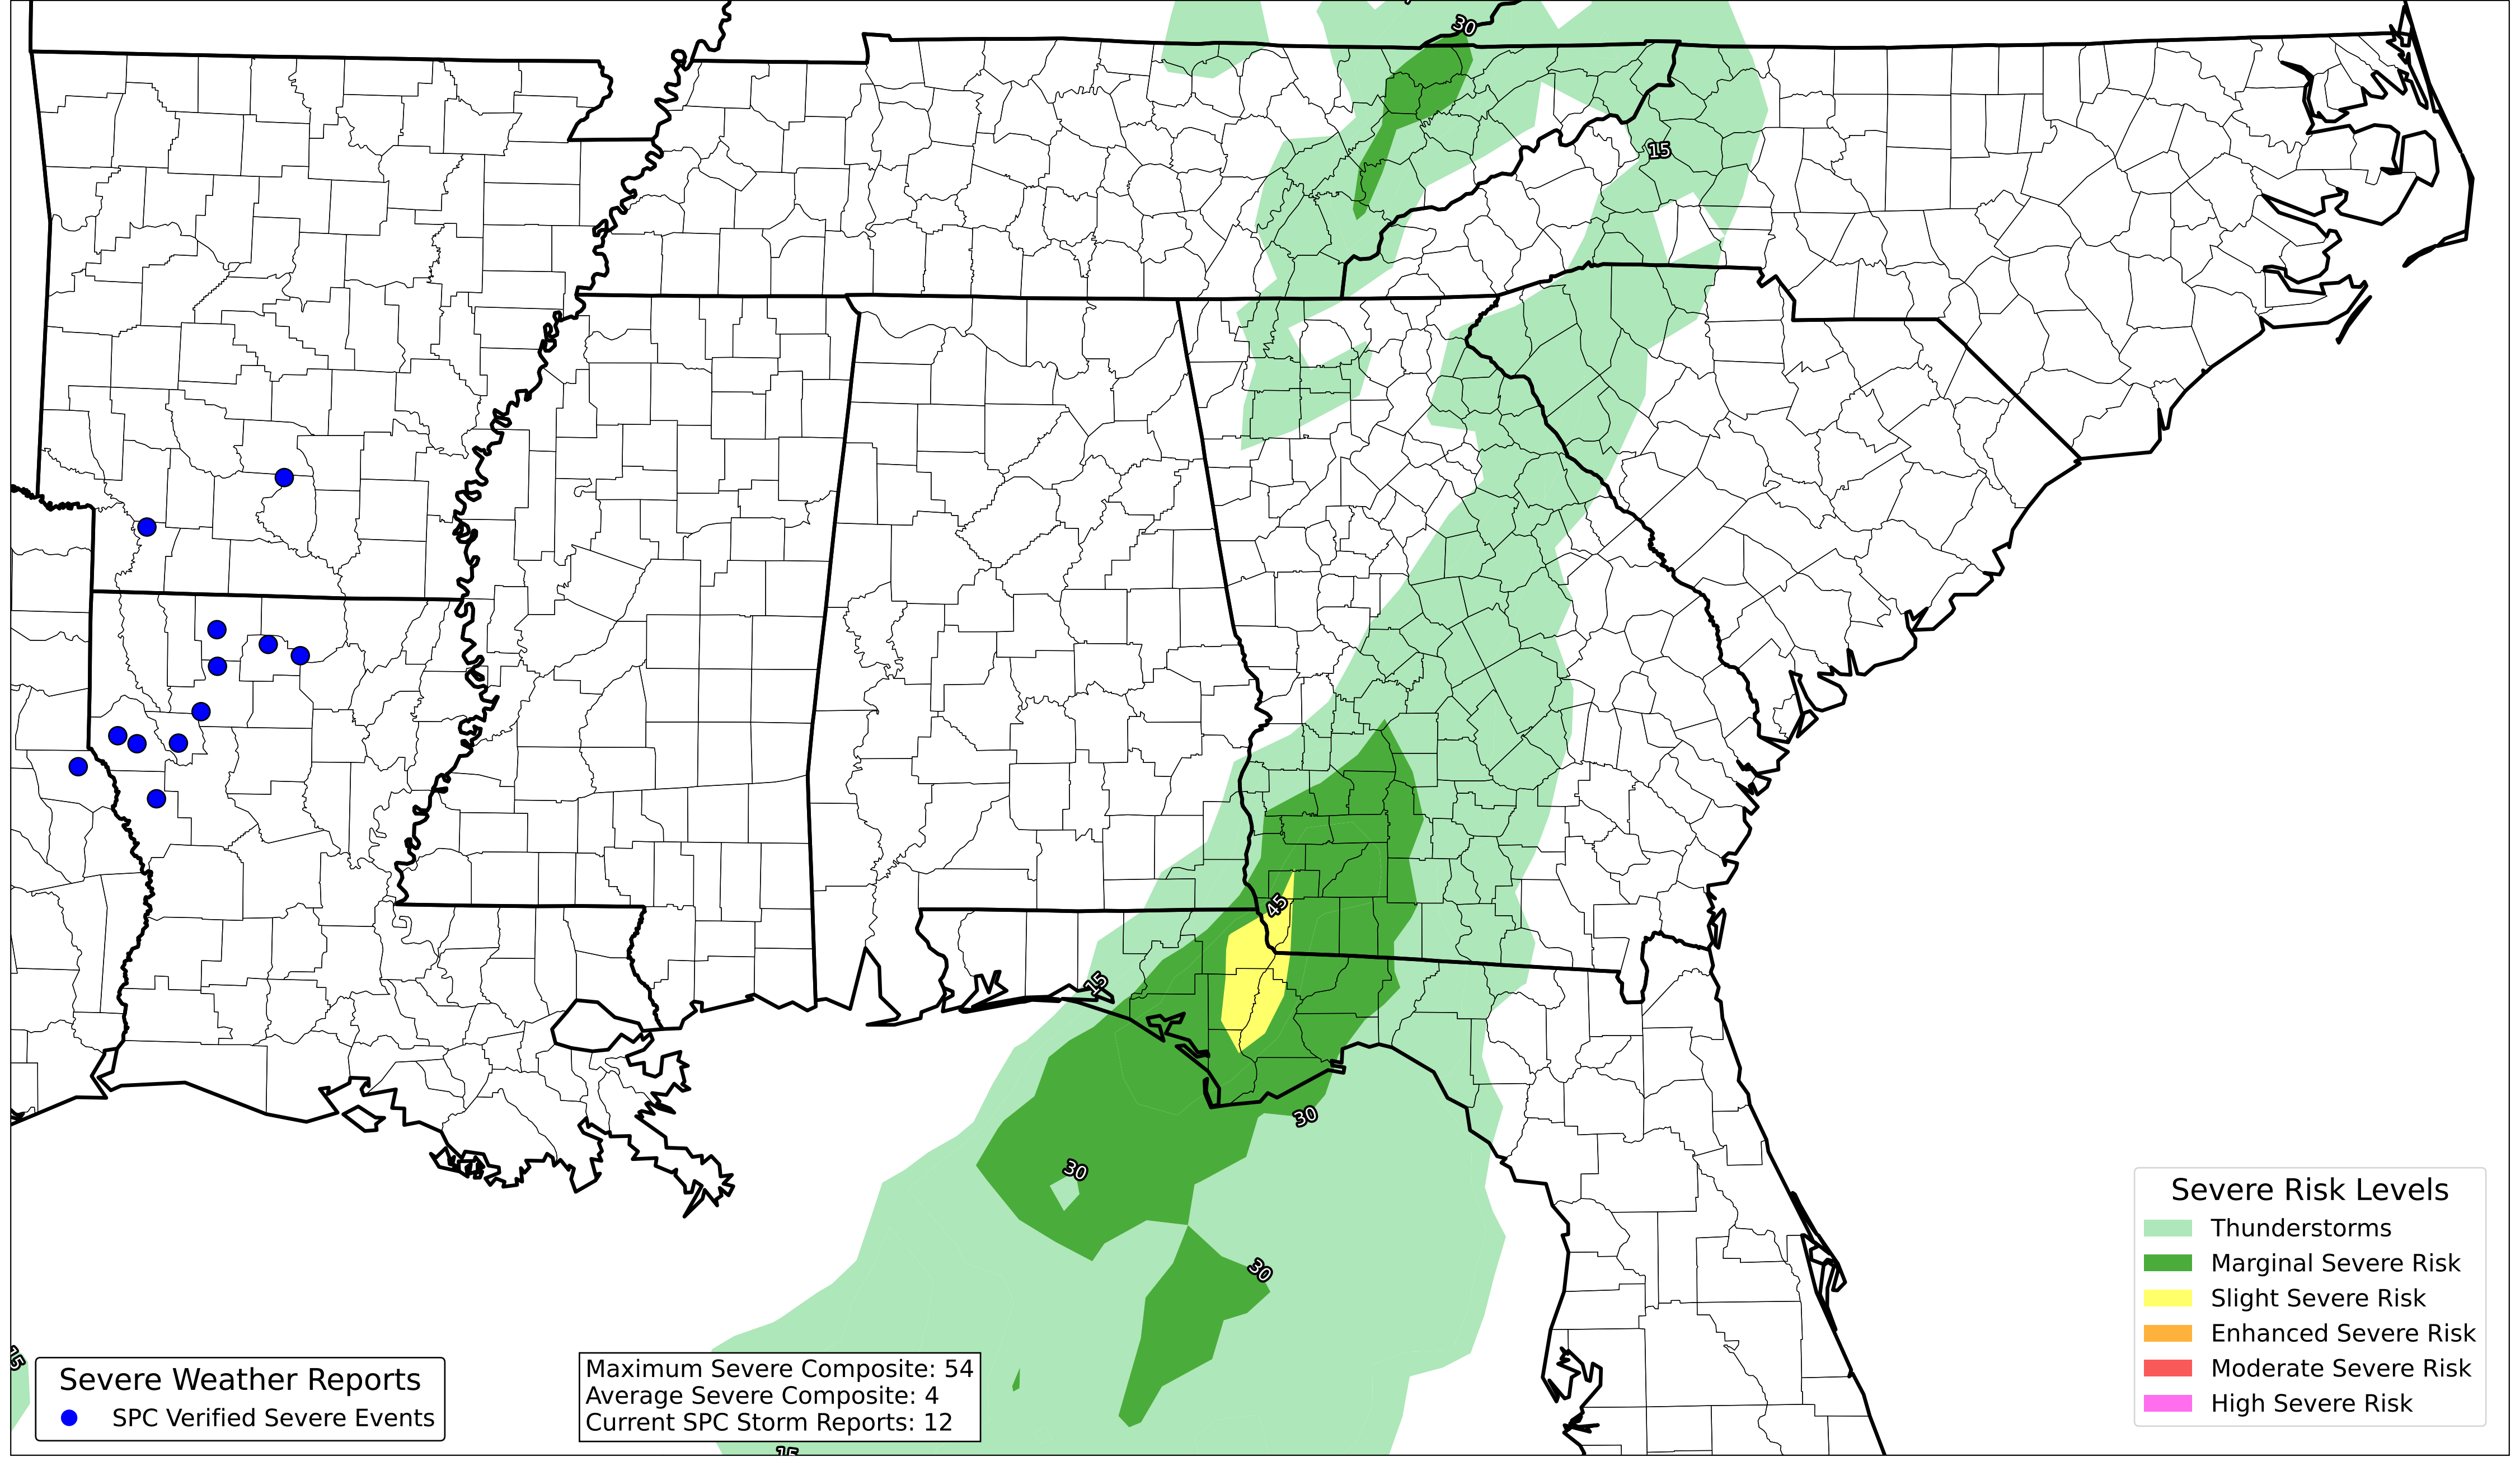 30
15
45
15
30
30
30
15
15
Severe Weather Reports
SPC Verified Severe Events
Maximum Severe Composite: 54
Average Severe Composite: 4
Current SPC Storm Reports: 12
Severe Risk Levels
Thunderstorms
Marginal Severe Risk
Slight Severe Risk
Enhanced Severe Risk
Moderate Severe Risk
High Severe Risk